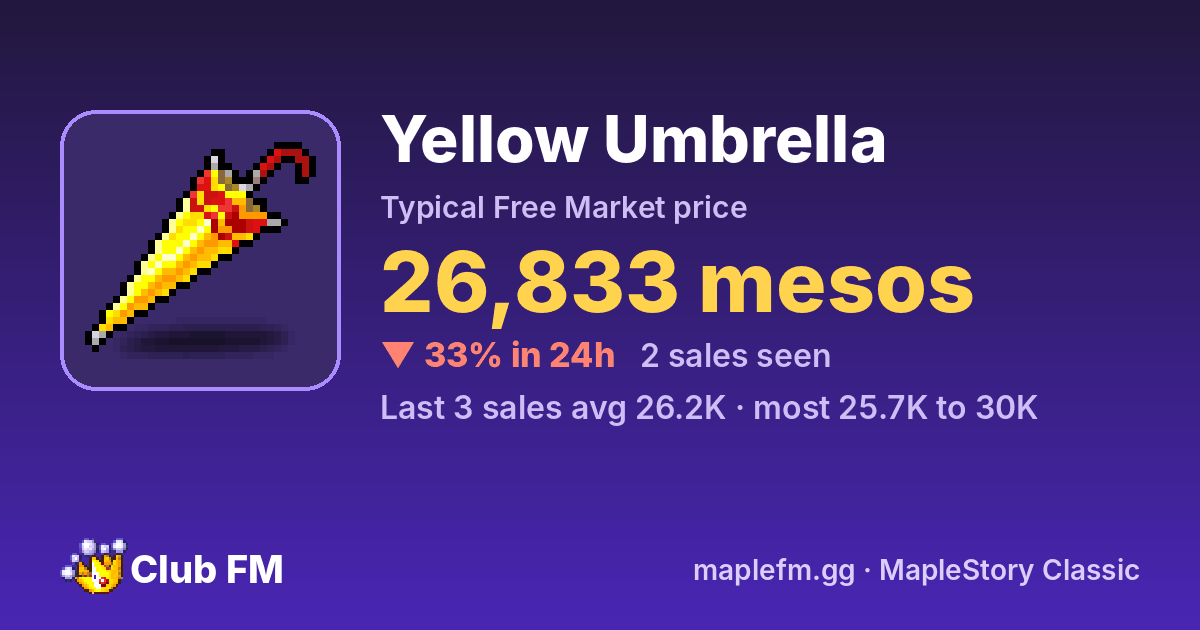 Yellow Umbrella
Typical Free Market price
26,833 mesos
▼ 33% in 24h 2 sales seen
Last 3 sales avg 26.2K · most 25.7K to 30K
Club FM
maplefm.gg · MapleStory Classic